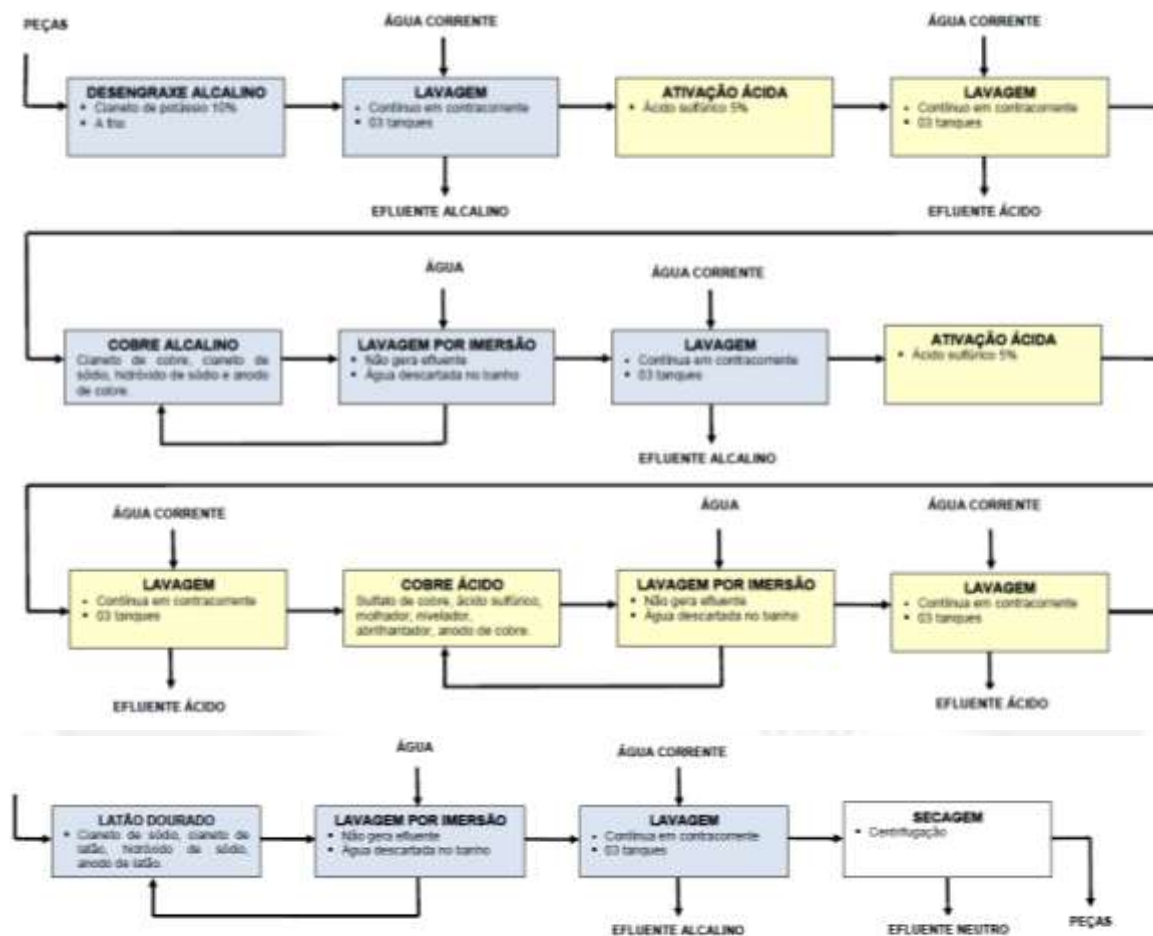 PEÇAS
ÁGUA CORRENTE
ÁGUA CORRENTE
DESENGRAXE ALCALINO
▪ Cianeto de potássio 10%
▪ A frio
LAVAGEM
- Contínuo em contracorrente
▪ 03 tanques
ATIVAÇÃO ÁCIDA
▪ Ácido sulfúrico 5%
LAVAGEM
- Contínuo em contracorrente
▪ 03 tanques
EFLUENTE ALCALINO
EFLUENTE ÁCIDO
ÁGUA
ÁGUA CORRENTE
COBRE ALCALINO
Cianeto de cobre, cianeto de
sódio, hidróxido de sódio e anodo
de cobre.
LAVAGEM POR IMERSÃO
▪ Não gera efluente
▪ Água descartada no banho
LAVAGEM
- Contínua em contracorrente
▪ 03 tanques
ATIVAÇÃO ÁCIDA
▪ Ácido sulfúrico 5%
EFLUENTE ALCALINO
ÁGUA CORRENTE
ÁGUA
ÁGUA CORRENTE
LAVAGEM
- Contínua em contracorrente
▪ 03 tanques
COBRE ÁCIDO
Sulfato de cobre, ácido sulfúrico,
molhador, nivelador,
abrilhantador, anodo de cobre.
LAVAGEM POR IMERSÃO
▪ Não gera efluente
▪ Água descartada no banho
LAVAGEM
- Contínua em contracorrente
▪ 03 tanques
EFLUENTE ÁCIDO
EFLUENTE ÁCIDO
ÁGUA
ÁGUA CORRENTE
LATÃO DOURADO
▪ Cianeto de sódio, cianeto de
latão, hidróxido de sódio,
anodo de latão.
LAVAGEM POR IMERSÃO
▪ Não gera efluente
▪ Água descartada no banho
LAVAGEM
- Contínua em contracorrente
▪ 03 tanques
SECAGEM
▪ Centrifugação
EFLUENTE ALCALINO
EFLUENTE NEUTRO
PEÇAS